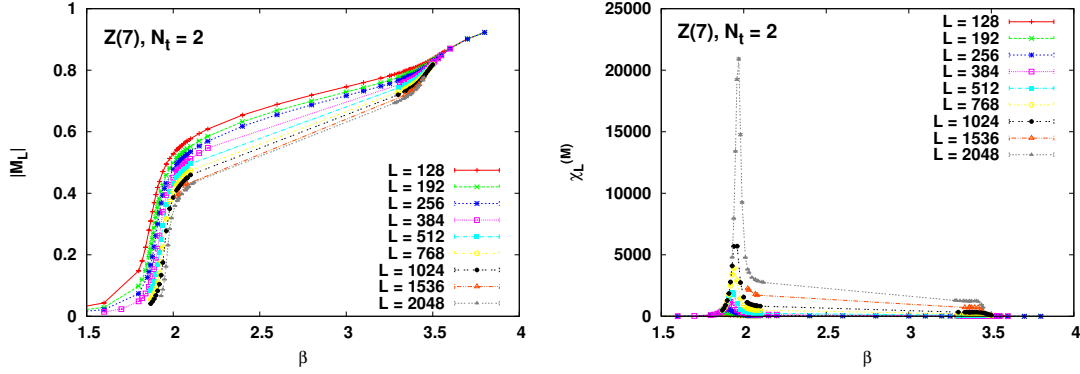 Z(7), N_t = 2
|M_L|
1
0.8
0.6
0.4
0.2
0
L = 128
L = 192
L = 256
L = 384
L = 512
L = 768
L = 1024
L = 1536
L = 2048
1.5 2 2.5 3 3.5 4
β
Z(7), N_t = 2
χ_L^(M)
25000
20000
15000
10000
5000
0
L = 128
L = 192
L = 256
L = 384
L = 512
L = 768
L = 1024
L = 1536
L = 2048
1.5 2 2.5 3 3.5 4
β